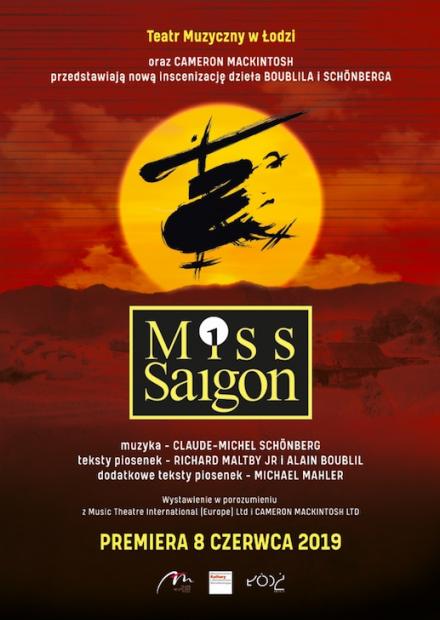 Teatr Muzyczny w Łodzi
oraz CAMERON MACKINTOSH
przedstawiają nową inscenizację dzieła BOUBLILA i SCHÖNBERGA
Miss
Saigon
muzyka - CLAUDE-MICHEL SCHÖNBERG
teksty piosenek - RICHARD MALTBY JR i ALAIN BOUBLIL
dodatkowe teksty piosenek - MICHAEL MAHLER
Wystawienie w porozumieniu
z Music Theatre International (Europe) Ltd i CAMERON MACKINTOSH LTD
PREMIERA 8 CZERWCA 2019